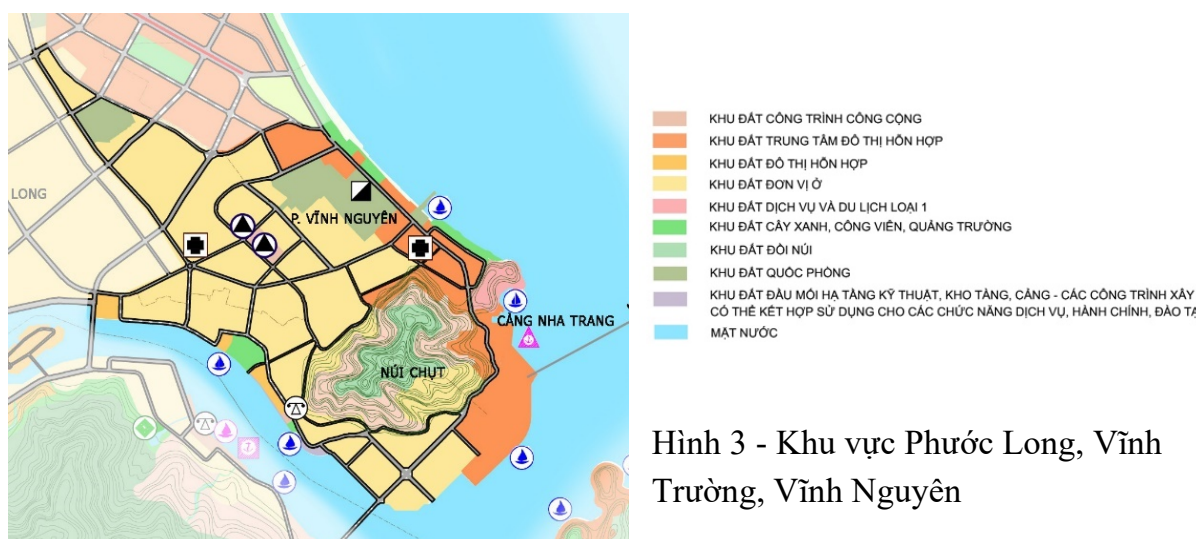 LONG
P. VĨNH NGUYÊN
CẢNG NHA TRANG
NÚI CHỤT
KHU ĐẤT CÔNG TRÌNH CÔNG CỘNG
KHU ĐẤT TRUNG TÂM ĐÔ THỊ HỖN HỢP
KHU ĐẤT ĐÔ THỊ HỖN HỢP
KHU ĐẤT ĐƠN VỊ Ở
KHU ĐẤT DỊCH VỤ VÀ DU LỊCH LOẠI 1
KHU ĐẤT CÂY XANH, CÔNG VIÊN, QUẢNG TRƯỜNG
KHU ĐẤT ĐỒI NÚI
KHU ĐẤT QUỐC PHÒNG
KHU ĐẤT ĐẦU MỐI HẠ TẦNG KỸ THUẬT, KHO TÀNG, CẢNG - CÁC CÔNG TRÌNH XÂY
CÓ THỂ KẾT HỢP SỬ DỤNG CHO CÁC CHỨC NĂNG DỊCH VỤ, HÀNH CHÍNH, ĐÀO TẠ
MẶT NƯỚC
Hình 3 - Khu vực Phước Long, Vĩnh
Trường, Vĩnh Nguyên